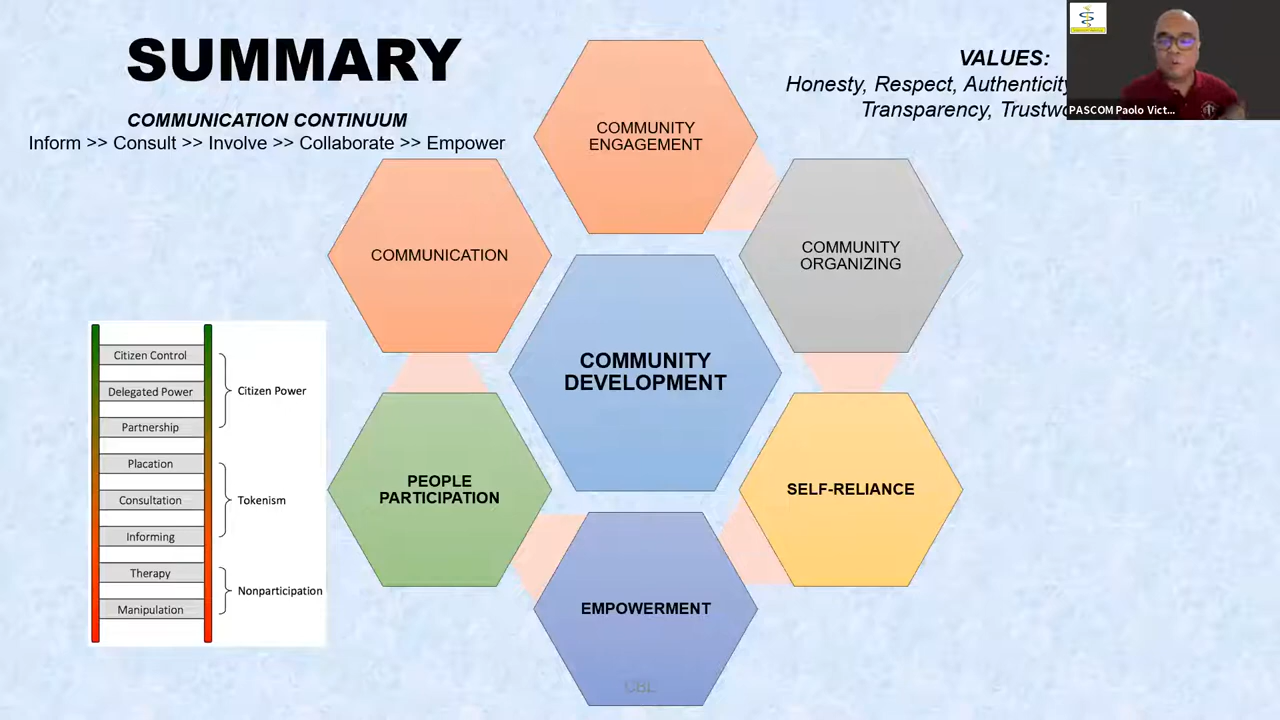 SUMMARY
COMMUNICATION CONTINUUM
Inform >> Consult >> Involve >> Collaborate >> Empower
VALUES:
Honesty, Respect, Authenticity
Transparency,
PASCOM Paolo Vict...
COMMUNITY
ENGAGEMENT
COMMUNICATION
COMMUNITY
ORGANIZING
COMMUNITY
DEVELOPMENT
PEOPLE
PARTICIPATION
SELF-RELIANCE
EMPOWERMENT
CBL
Citizen Control
Delegated Power
Partnership
Citizen Power
Placation
Consultation
Informing
Tokenism
Therapy
Manipulation
Nonparticipation